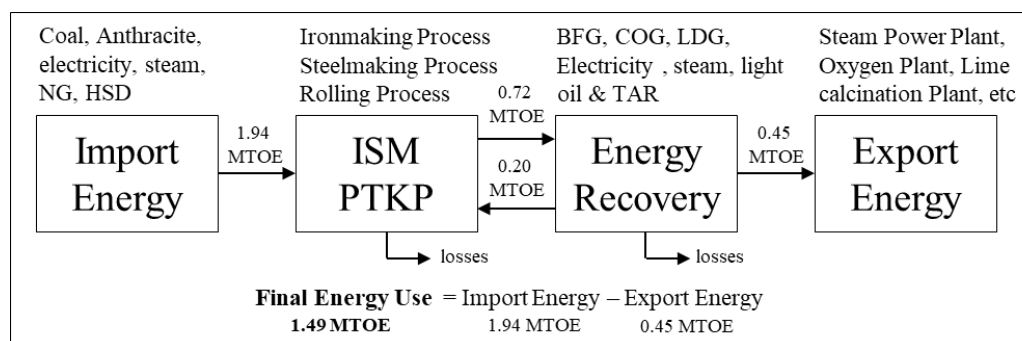 Coal, Anthracite,
electricity, steam,
NG, HSD
Ironmaking Process
Steelmaking Process
Rolling Process
BFG, COG, LDG,
Electricity , steam, light
oil & TAR
Steam Power Plant,
Oxygen Plant, Lime
calcination Plant, etc
Import
Energy
1.94
MTOE
ISM
PTKP
0.72
MTOE
0.20
MTOE
Energy
Recovery
0.45
MTOE
Export
Energy
losses
losses
Final Energy Use = Import Energy – Export Energy
1.49 MTOE 1.94 MTOE 0.45 MTOE